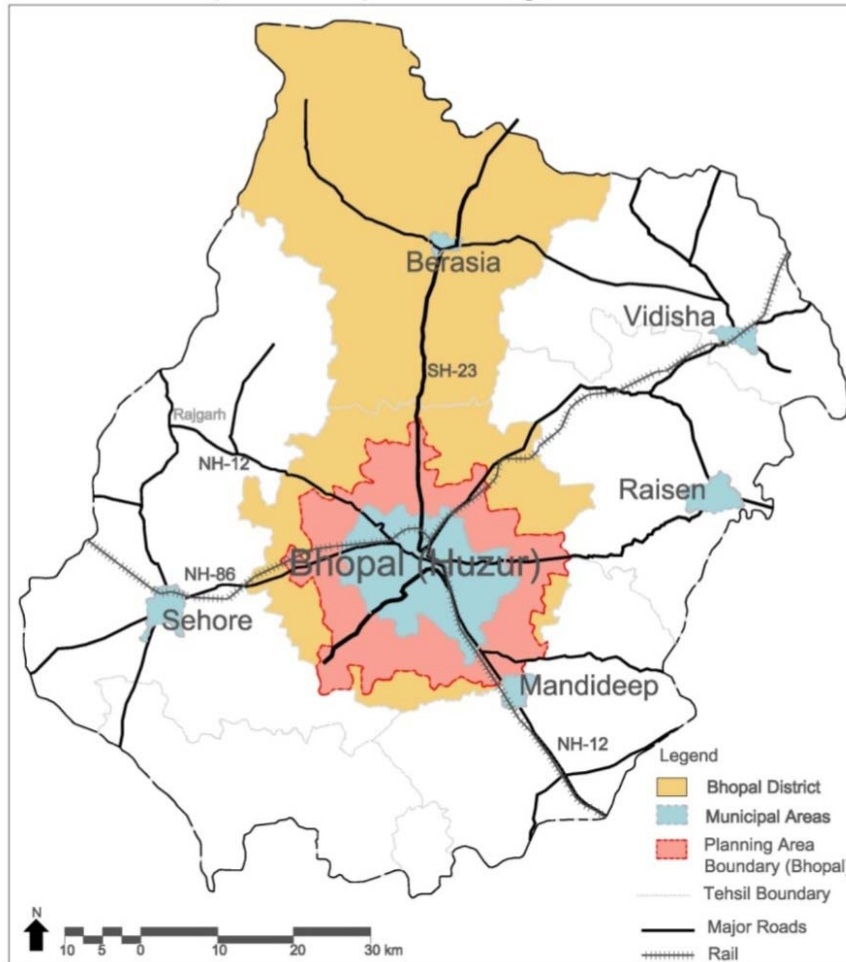 Berasia
Vidisha
SH-23
Rajgarh
NH-12
Raisen
Bhopal (Huzur)
NH-86
Sehore
Mandideep
NH-12
Legend
Bhopal District
Municipal Areas
Planning Area
Boundary (Bhopal)
Tehsil Boundary
Major Roads
Rail
N
10 5 0 10 20 30 km